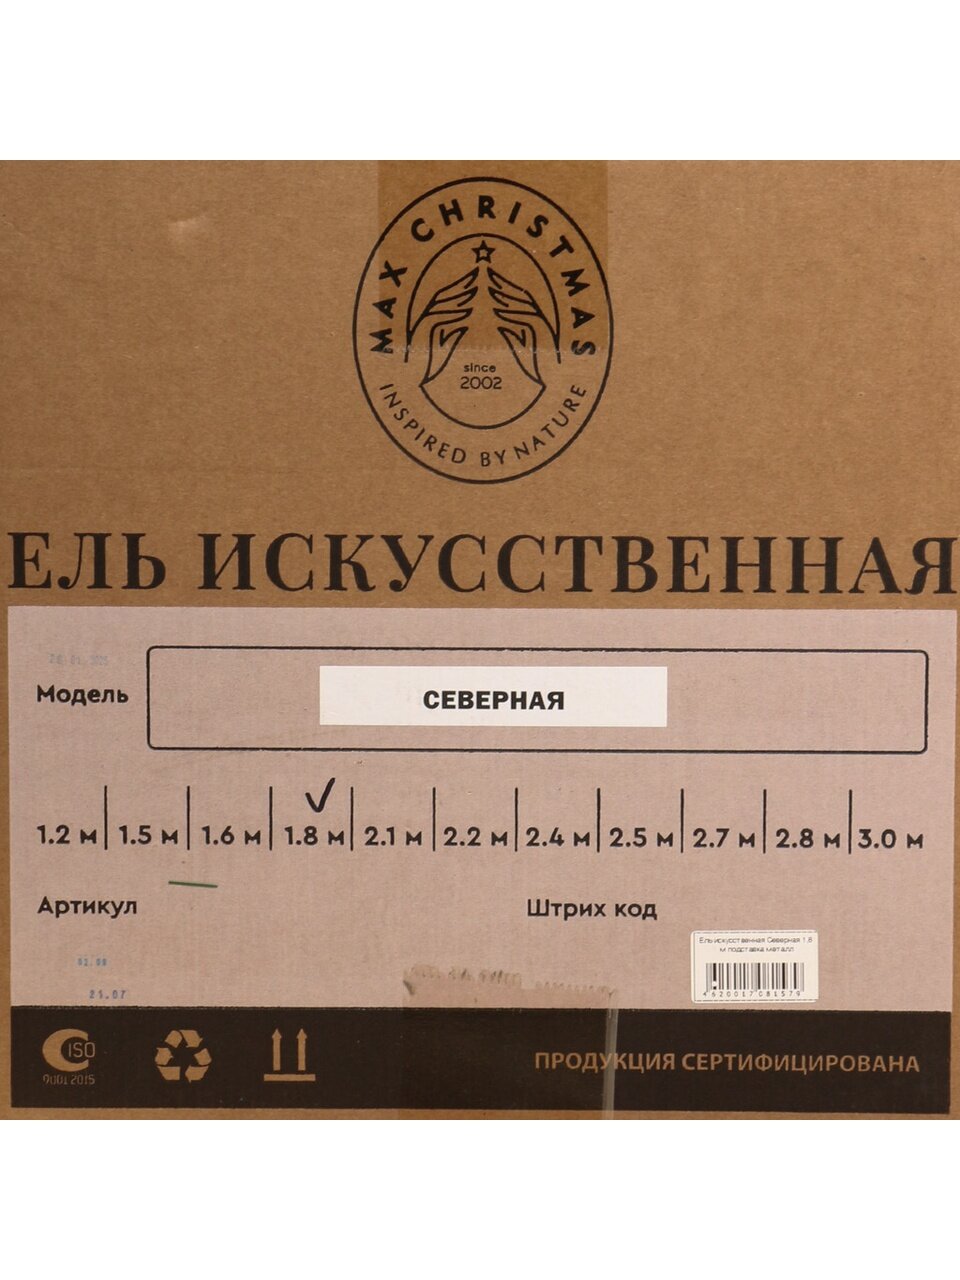 MAX CHRISTMAS
since
2002
INSPIRED BY NATURE
ЕЛЬ ИСКУССТВЕННАЯ
Модель
СЕВЕРНАЯ
1.2 м 1.5 м 1.6 м 1.8 м 2.1 м 2.2 м 2.4 м 2.5 м 2.7 м 2.8 м 3.0 м
Артикул
Штрих код
Ель искусственная Северная 1,8
м подставка металл
4620017081579
21.07
ISO
9001 2015
ПРОДУКЦИЯ СЕРТИФИЦИРОВАНА